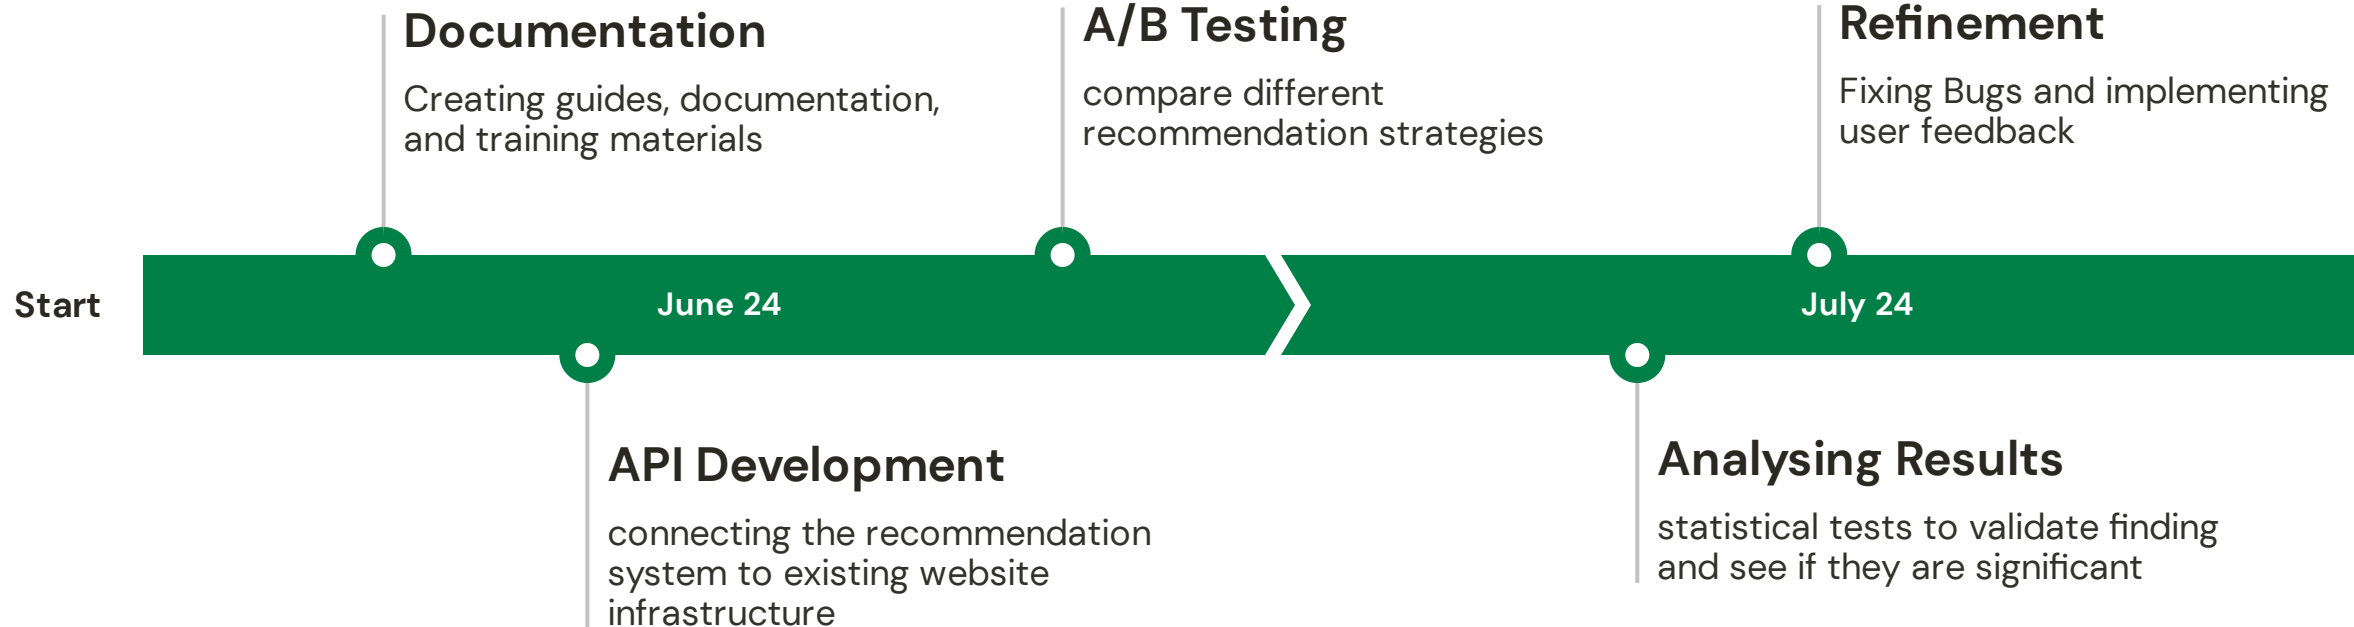 Documentation
Creating guides, documentation,
and training materials
A/B Testing
compare different
recommendation strategies
Refinement
Fixing Bugs and implementing
user feedback
Start
June 24
July 24
API Development
connecting the recommendation
system to existing website
infrastructure
Analysing Results
statistical tests to validate finding
and see if they are significant